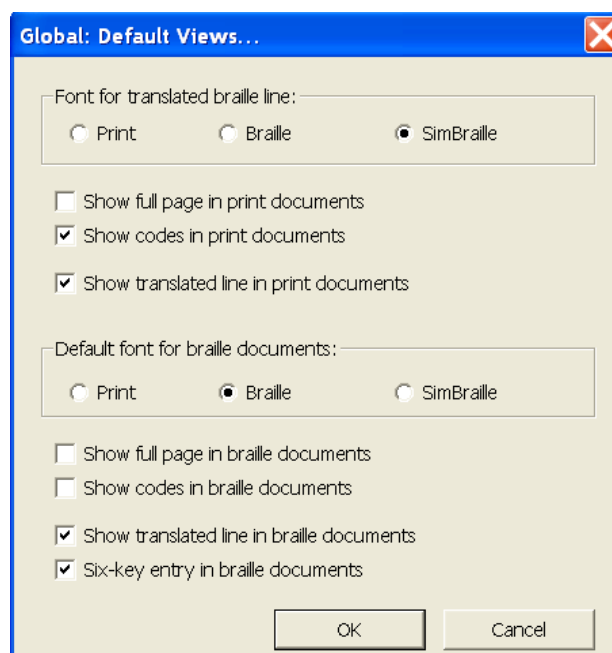 Global: Default Views...
Font for translated braille line:
Print Braille SimBraille
Show full page in print documents
Show codes in print documents
Show translated line in print documents
Default font for braille documents:
Print Braille SimBraille
Show full page in braille documents
Show codes in braille documents
Show translated line in braille documents
Six-key entry in braille documents
OK Cancel